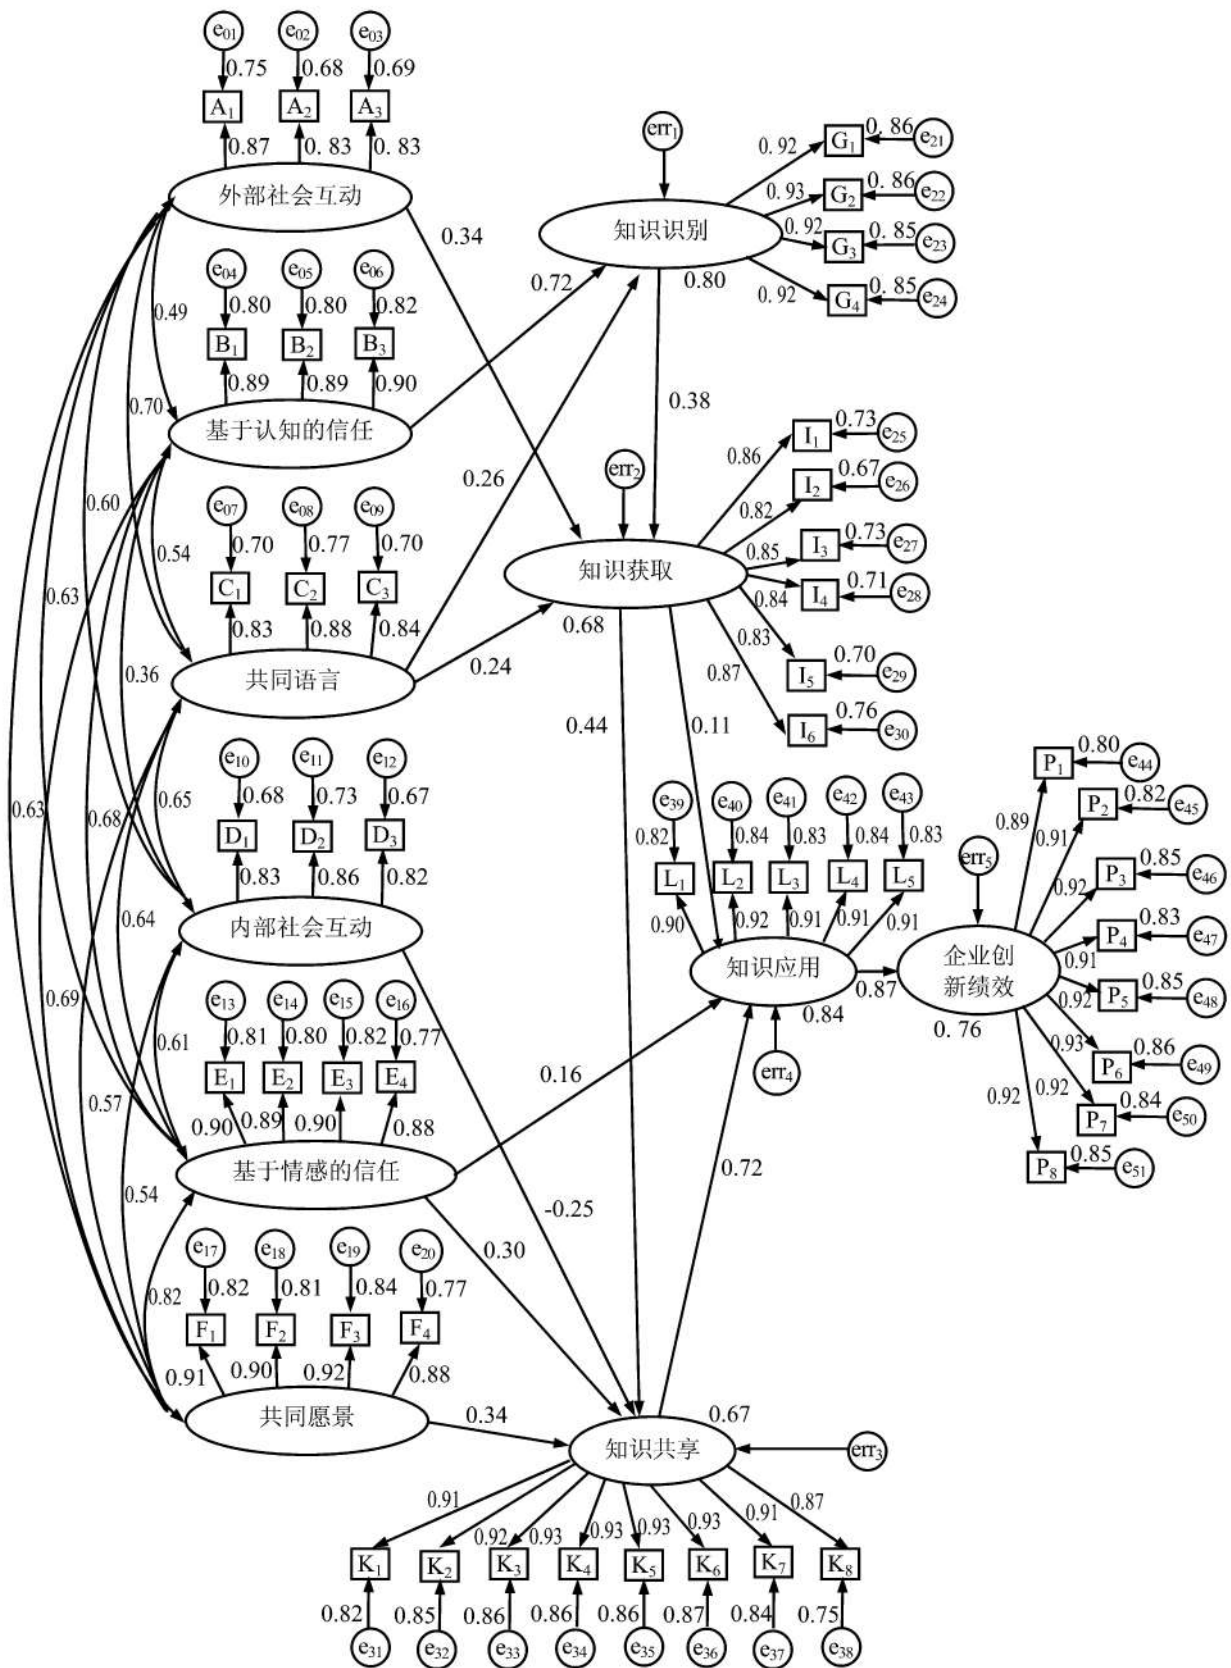 e01 e02 e03
0.75 0.68 0.69
A1 A2 A3
0.87 0.83 0.83
外部社会互动
e04 e05 e06
0.80 0.80 0.82
B1 B2 B3
0.89 0.89 0.90
基于认知的信任
e07 e08 e09
0.70 0.77 0.70
C1 C2 C3
0.83 0.88 0.84
共同语言
e10 e11 e12
0.68 0.73 0.67
D1 D2 D3
0.83 0.86 0.82
内部社会互动
e13 e14 e15 e16
0.81 0.80 0.82 0.77
E1 E2 E3 E4
0.90 0.89 0.90 0.88
基于情感的信任
e17 e18 e19 e20
0.82 0.81 0.84 0.77
F1 F2 F3 F4
0.91 0.90 0.92 0.88
共同愿景
0.49
0.70
0.60
0.54
0.63
0.36
0.65
0.63
0.68
0.64
0.69
0.61
0.57
0.54
0.82
0.34
0.72
0.26
0.38
0.24
0.44
0.11
0.16
-0.25
0.30
0.72
0.34
0.87
err1
知识识别
0.80
0.92 G1 0.86 e21
0.93 G2 0.86 e22
0.92 G3 0.85 e23
0.92 G4 0.85 e24
err2
知识获取
0.68
0.86 I1 0.73 e25
0.82 I2 0.67 e26
0.85 I3 0.73 e27
0.84 I4 0.71 e28
0.83 I5 0.70 e29
0.87 I6 0.76 e30
e39 e40 e41 e42 e43
0.82 0.84 0.83 0.84 0.83
L1 L2 L3 L4 L5
0.90 0.92 0.91 0.91 0.91
知识应用
0.84
err4
err5
企业创
新绩效
0.76
0.89 P1 0.80 e44
0.91 P2 0.82 e45
0.92 P3 0.85 e46
0.91 P4 0.83 e47
0.92 P5 0.85 e48
0.93 P6 0.86 e49
0.92 P7 0.84 e50
0.92 P8 0.85 e51
0.67
知识共享
err3
0.91 0.92 0.93 0.93 0.93 0.93 0.91 0.87
K1 K2 K3 K4 K5 K6 K7 K8
0.82 0.85 0.86 0.86 0.86 0.87 0.84 0.75
e31 e32 e33 e34 e35 e36 e37 e38